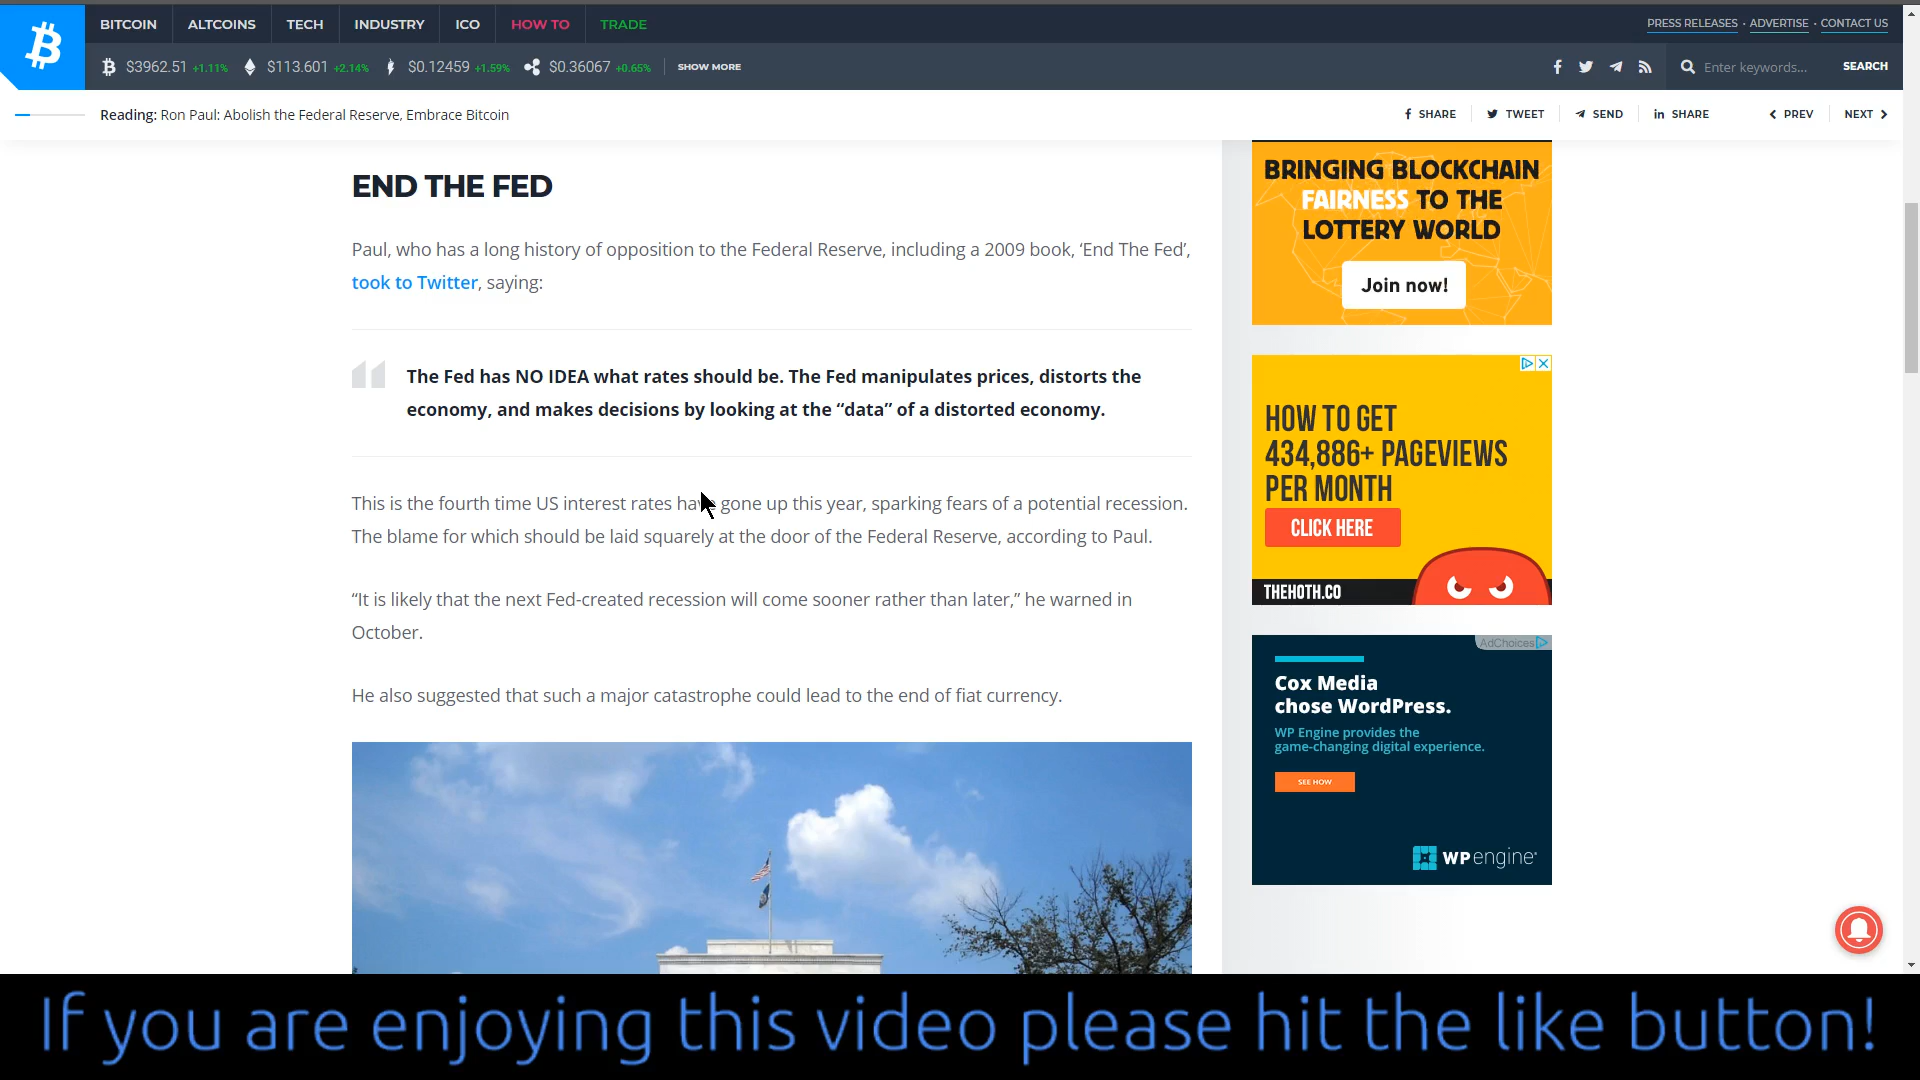 BITCOIN ALTCOINS TECH INDUSTRY ICO HOW TO TRADE
PRESS RELEASES · ADVERTISE · CONTACT US
$3962.51 +1.11% $113.601 +2.14% $0.12459 +1.59% $0.36067 +0.65% SHOW MORE
Enter keywords... SEARCH
Reading: Ron Paul: Abolish the Federal Reserve, Embrace Bitcoin
SHARE TWEET SEND SHARE PREV NEXT
END THE FED
Paul, who has a long history of opposition to the Federal Reserve, including a 2009 book, ‘End The Fed’,
took to Twitter, saying:
The Fed has NO IDEA what rates should be. The Fed manipulates prices, distorts the
economy, and makes decisions by looking at the “data” of a distorted economy.
This is the fourth time US interest rates have gone up this year, sparking fears of a potential recession.
The blame for which should be laid squarely at the door of the Federal Reserve, according to Paul.
“It is likely that the next Fed-created recession will come sooner rather than later,” he warned in
October.
He also suggested that such a major catastrophe could lead to the end of fiat currency.
BRINGING BLOCKCHAIN
FAIRNESS TO THE
LOTTERY WORLD
Join now!
HOW TO GET
434,886+ PAGEVIEWS
PER MONTH
CLICK HERE
THEHOTH.CO
AdChoices
Cox Media
chose WordPress.
WP Engine provides the
game-changing digital experience.
SEE HOW
WPengine
If you are enjoying this video please hit the like button!